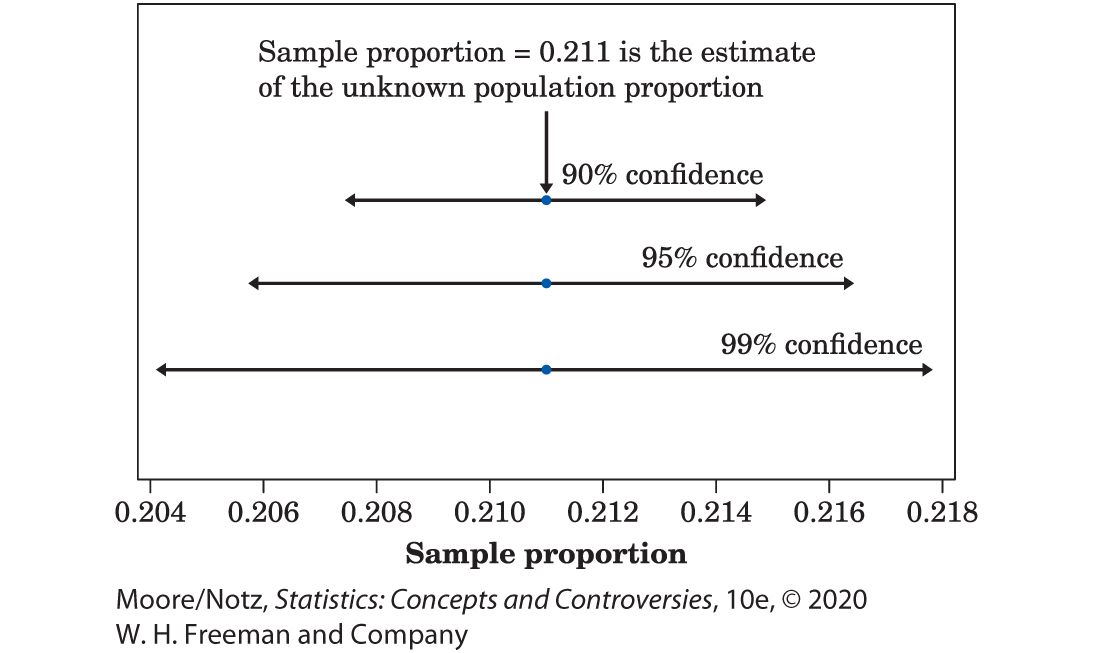 Sample proportion = 0.211 is the estimate
of the unknown population proportion
90% confidence
95% confidence
99% confidence
0.204 0.206 0.208 0.210 0.212 0.214 0.216 0.218
Sample proportion
Moore/Notz, Statistics: Concepts and Controversies, 10e, © 2020
W. H. Freeman and Company